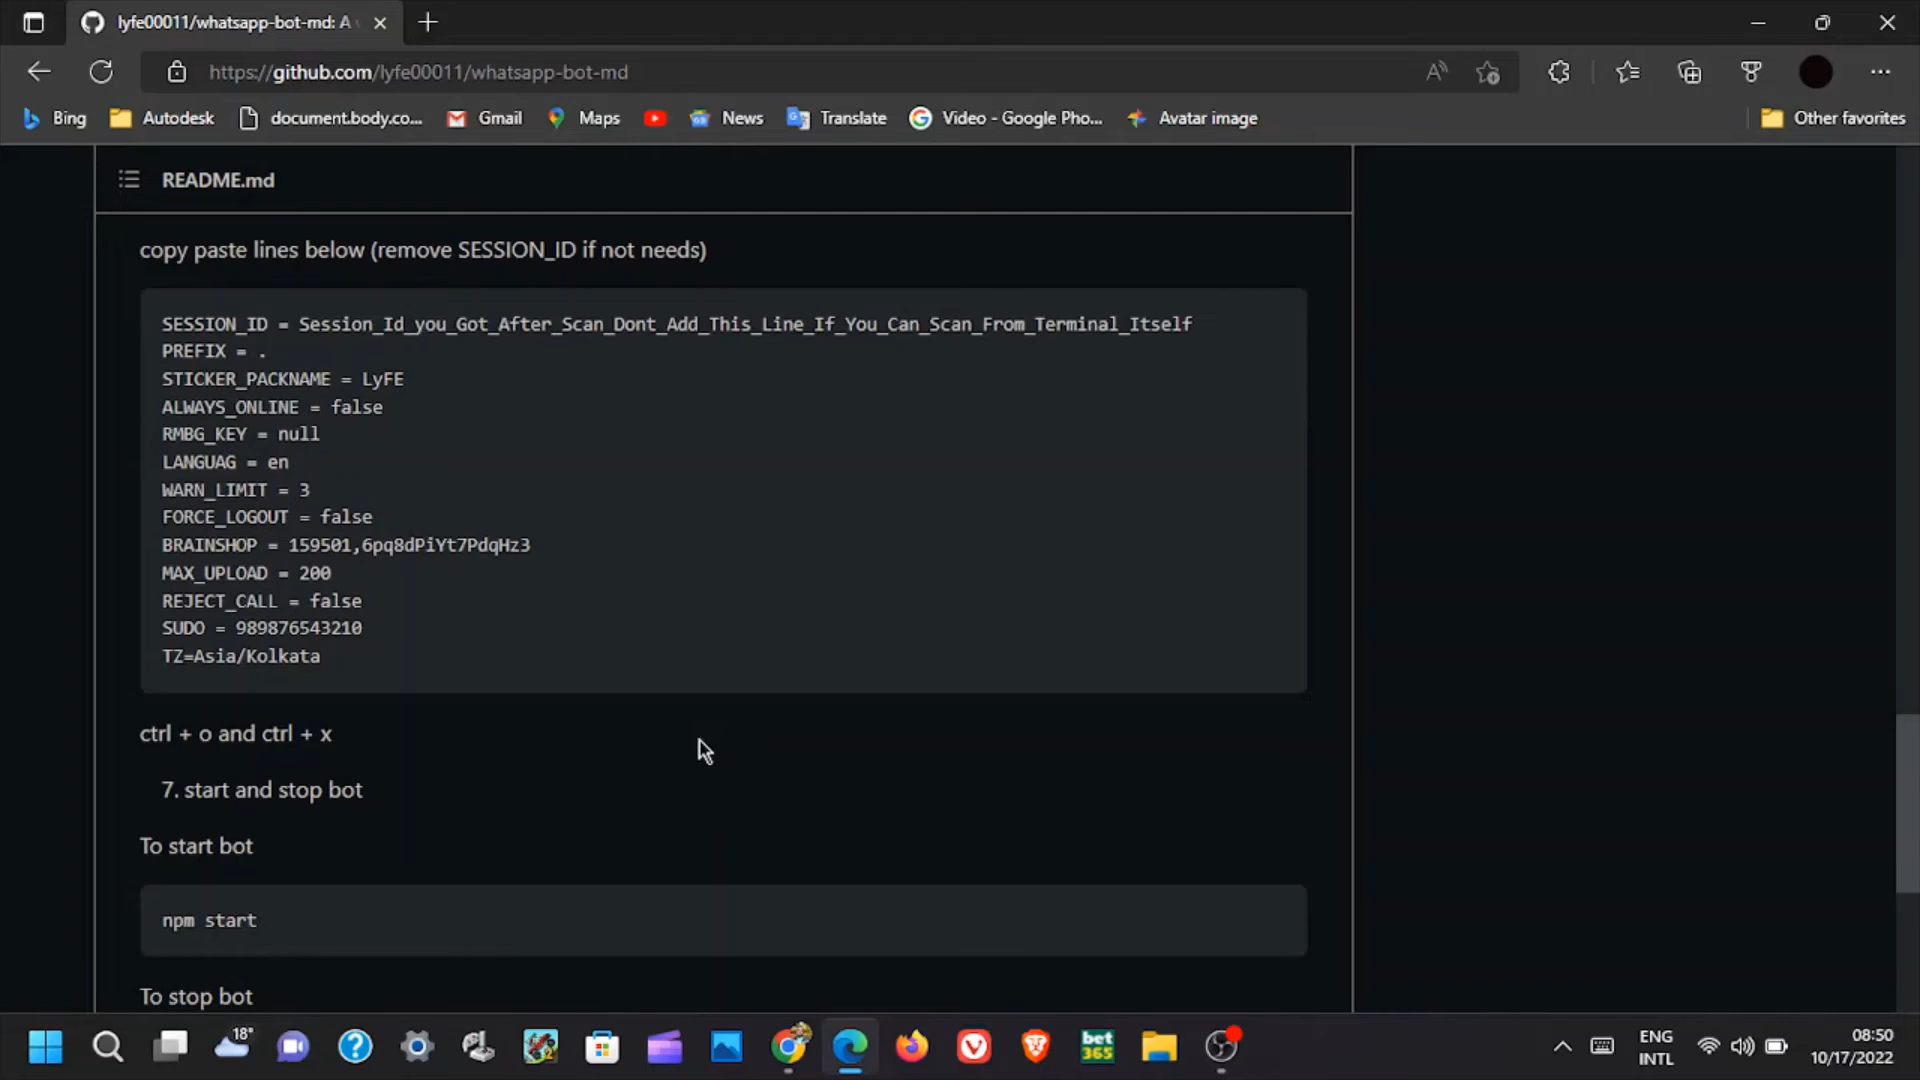 lyfe00011/whatsapp-bot-md: A
https://github.com/lyfe00011/whatsapp-bot-md
Bing
Autodesk
document.body.co...
Gmail
Maps
News
Translate
Video - Google Pho...
Avatar image
Other favorites
README.md
copy paste lines below (remove SESSION_ID if not needs)
SESSION_ID = Session_Id_you_Got_After_Scan_Dont_Add_This_Line_If_You_Can_Scan_From_Terminal_Itself
PREFIX = .
STICKER_PACKNAME = LyFE
ALWAYS_ONLINE = false
RMBG_KEY = null
LANGUAG = en
WARN_LIMIT = 3
FORCE_LOGOUT = false
BRAINSHOP = 159501,6pq8dPiYt7PdqHz3
MAX_UPLOAD = 200
REJECT_CALL = false
SUDO = 989876543210
TZ=Asia/Kolkata
ctrl + o and ctrl + x
7. start and stop bot
To start bot
npm start
To stop bot
18°
bet
365
ENG
INTL
08:50
10/17/2022